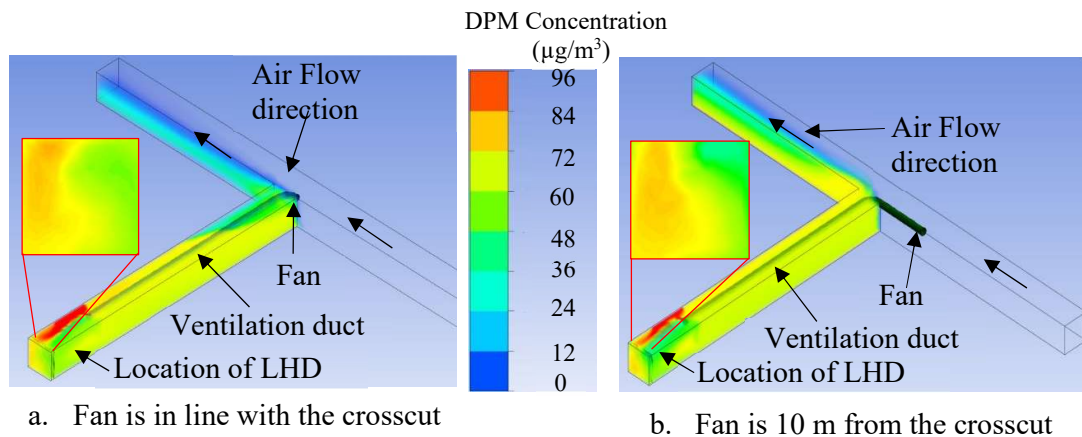 DPM Concentration
(µg/m³)
Air Flow
direction
Fan
Ventilation duct
Location of LHD
96
84
72
60
48
36
24
12
0
Air Flow
direction
Fan
Ventilation duct
Location of LHD
a. Fan is in line with the crosscut
b. Fan is 10 m from the crosscut